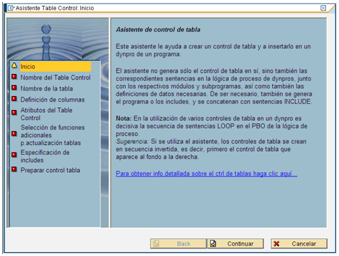 Asistente Table Control: Inicio
Inicio
Nombre del Table Control
Nombre de la tabla
Definición de columnas
Atributos del Table
Control
Selección de funciones
adicionales
p.actualización tablas
Especificación de
includes
Preparar control tabla
Asistente de control de tabla
Este asistente le ayuda a crear un control de tabla y a insertarlo en un
dynpro de un programa.
El asistente no genera sólo el control de tabla en sí, sino también las
correspondientes sentencias en la lógica de proceso de dynpros, junto
con los respectivos módulos y subprogramas, así como también las
definiciones de datos necesarias. De ser necesario, también se genera
el programa o los includes, y se concatenan con sentencias INCLUDE.
Nota: En la utilización de varios controles de tabla en un dynpro es
decisiva la secuencia de sentencias LOOP en el PBO de la lógica de
proceso.
Sugerencia: Si se utiliza el asistente, los controles de tabla se crean
en secuencia invertida, es decir, primero el control de tabla que
aparece al fondo a la derecha.
Para obtener info detallada sobre el ctrl de tablas haga clic aquí...
Back
Continuar
Cancelar